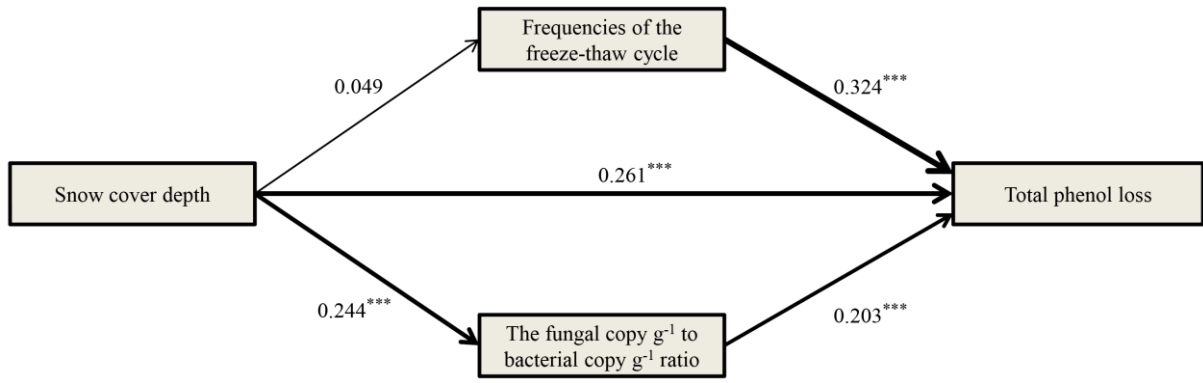 Frequencies of the
freeze-thaw cycle
0.049
0.324***
Snow cover depth
0.261***
Total phenol loss
0.244***
The fungal copy g⁻¹ to
bacterial copy g⁻¹ ratio
0.203***